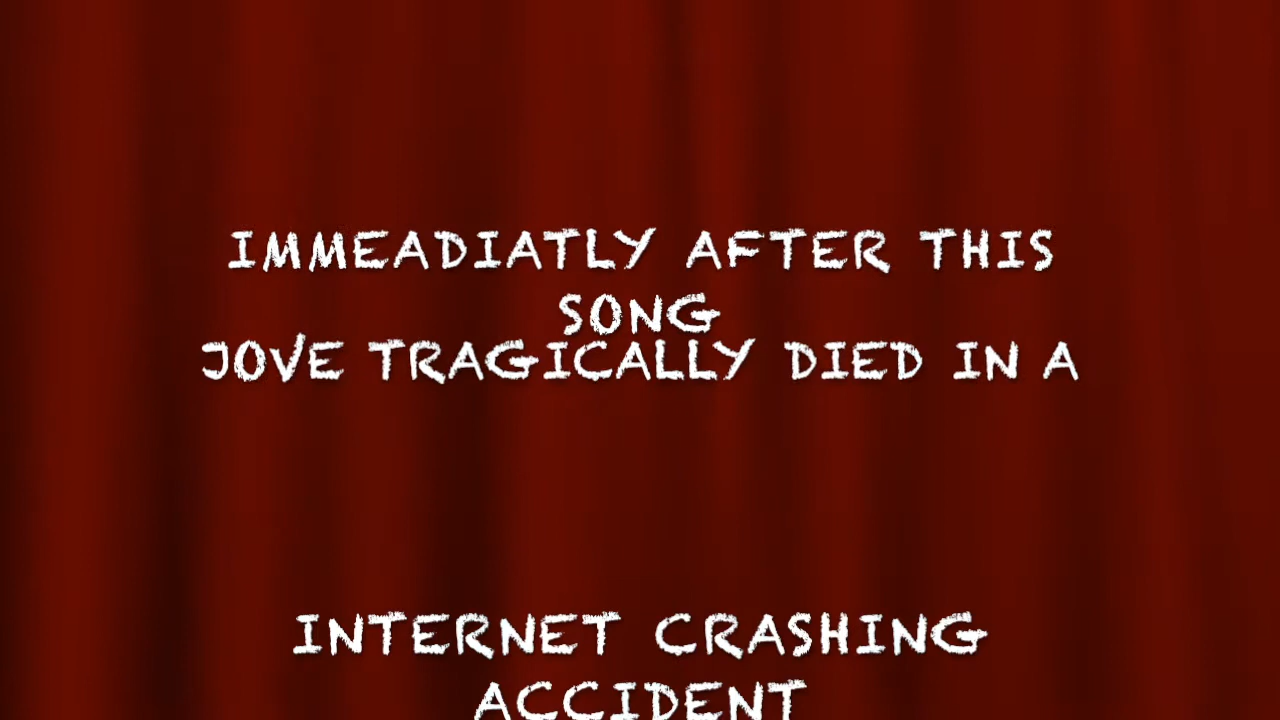 IMMEADIATLY AFTER THIS
SONG
JOVE TRAGICALLY DIED IN A
INTERNET CRASHING
ACCIDENT